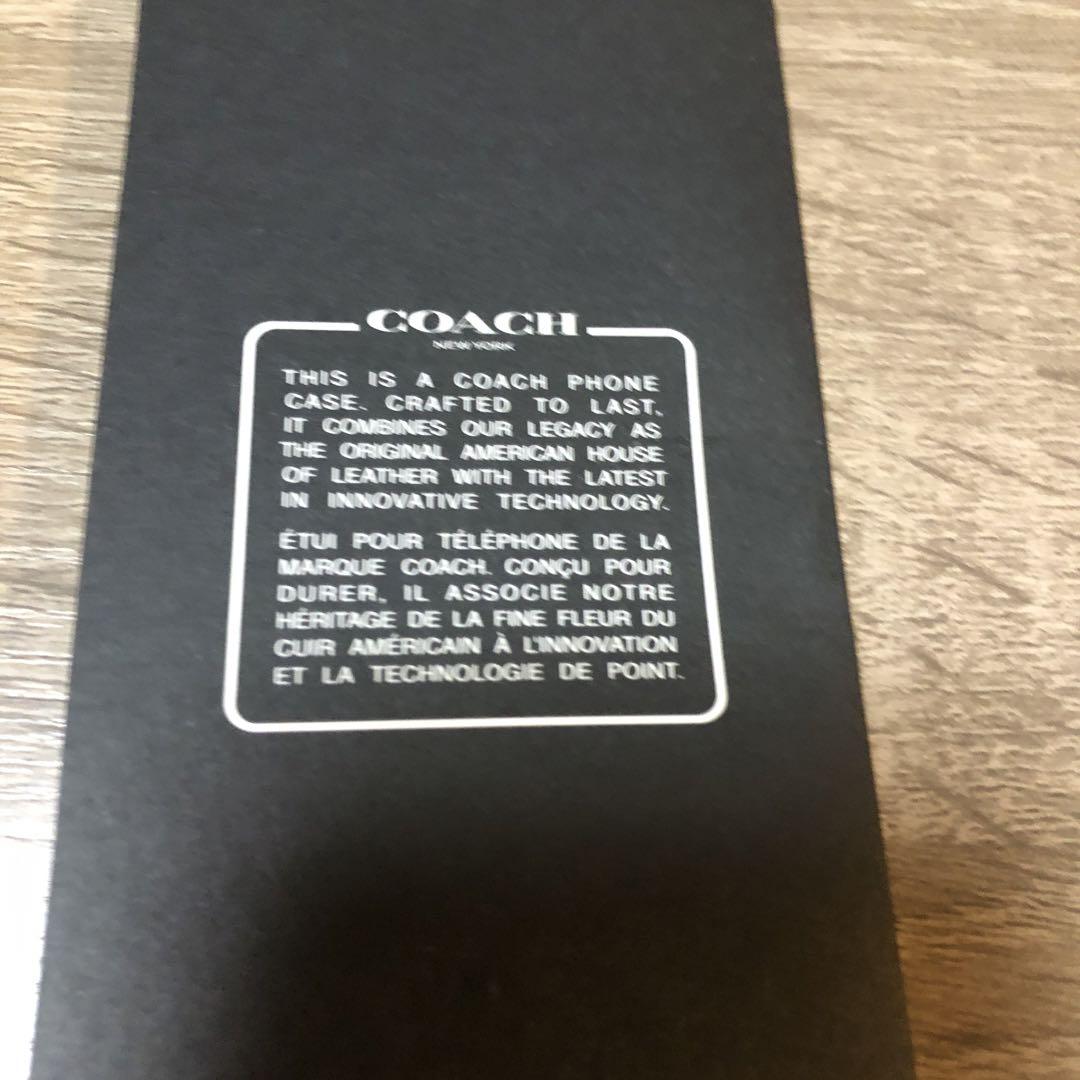 COACH
NEW YORK
THIS IS A COACH PHONE
CASE. CRAFTED TO LAST,
IT COMBINES OUR LEGACY AS
THE ORIGINAL AMERICAN HOUSE
OF LEATHER WITH THE LATEST
IN INNOVATIVE TECHNOLOGY.
ÉTUI POUR TÉLÉPHONE DE LA
MARQUE COACH. CONÇU POUR
DURER, IL ASSOCIE NOTRE
HÉRITAGE DE LA FINE FLEUR DU
CUIR AMÉRICAIN À L'INNOVATION
ET LA TECHNOLOGIE DE POINT.